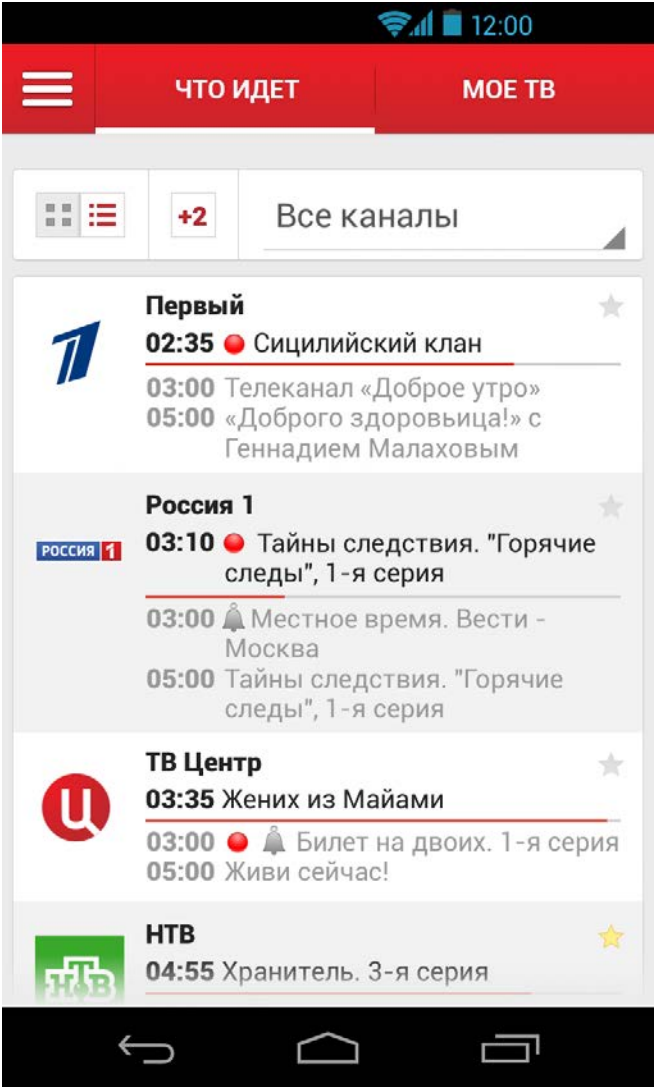 12:00
ЧТО ИДЕТ МОЕ ТВ
+2 Все каналы
Первый
02:35 Сицилийский клан
03:00 Телеканал «Доброе утро»
05:00 «Доброго здоровьица!» с
Геннадием Малаховым
Россия 1
РОССИЯ 1
03:10 Тайны следствия. "Горячие
следы", 1-я серия
03:00 Местное время. Вести -
Москва
05:00 Тайны следствия. "Горячие
следы", 1-я серия
ТВ Центр
Ц
03:35 Жених из Майами
03:00 Билет на двоих. 1-я серия
05:00 Живи сейчас!
НТВ
НТВ
04:55 Хранитель. 3-я серия